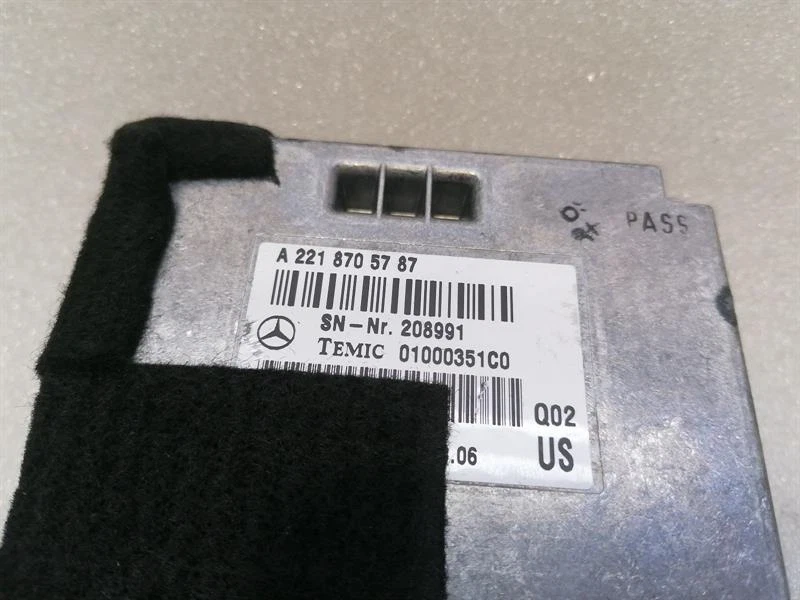 PASS
A 221 870 57 87
SN-Nr. 208991
TEMIC 01000351C0
Q02
.06 US